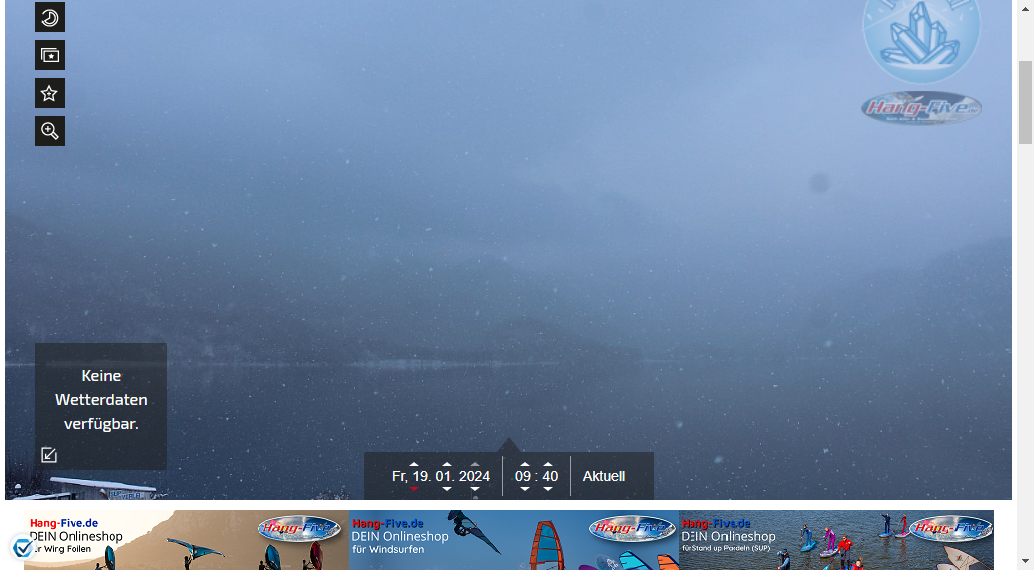 Hang-Five
Keine
Wetterdaten
verfügbar.
Fr, 19. 01. 2024
09 : 40
Aktuell
Hang-Five.de
DEIN Onlineshop
für Wing Foilen
Hang-Five
Hang-Five.de
DEIN Onlineshop
für Windsurfen
Hang-Five
Hang-Five.de
DEIN Onlineshop
für Stand up Paddeln (SUP)
Hang-Five